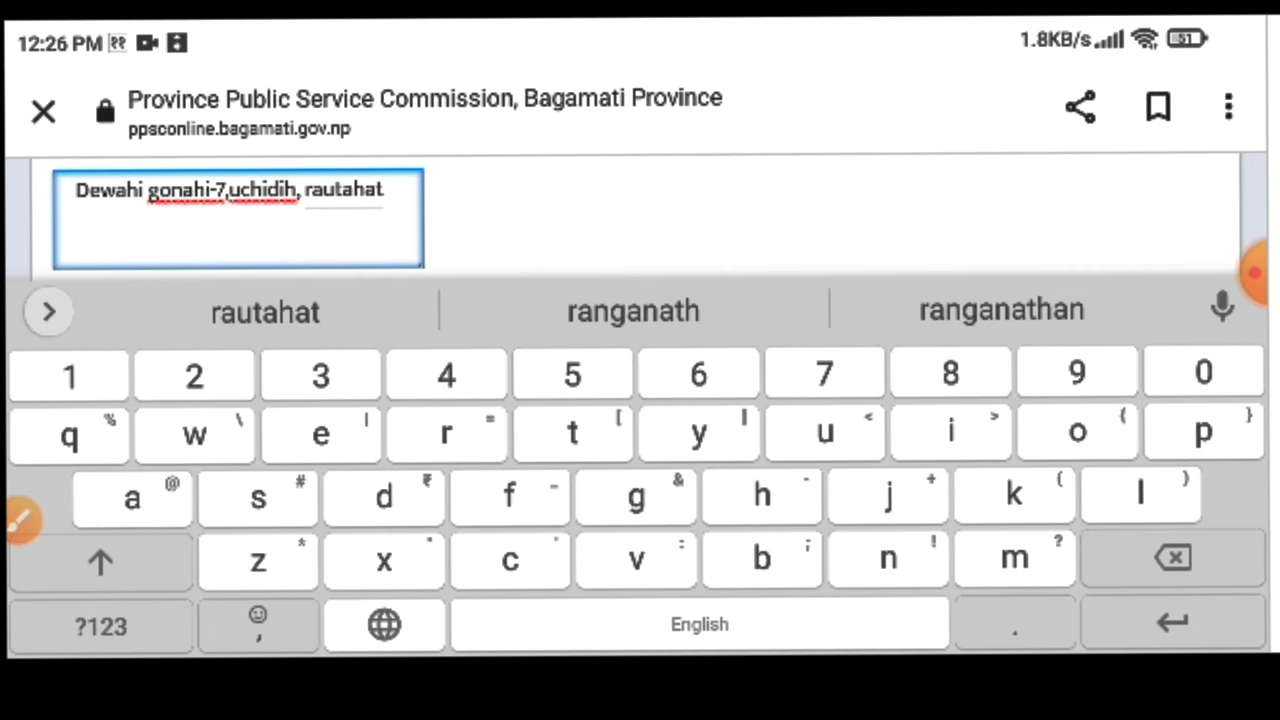 12:26 PM
1.8KB/s
51
Province Public Service Commission, Bagamati Province
ppsconline.bagamati.gov.np
Dewahi gonahi-7,uchidih, rautahat
rautahat ranganath ranganathan
1 2 3 4 5 6 7 8 9 0
q % w \ e | r = t [ y ] u < i > o { p }
a @ s # d ₹ f - g & h - j + k ( l )
z * x " c ' v : b ; n ! m ?
?123 , English .